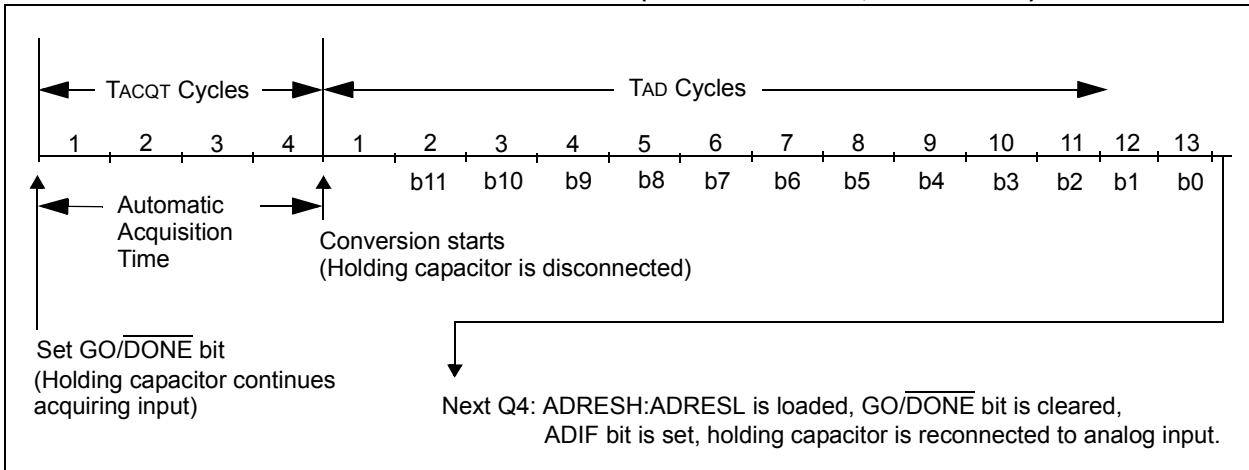 TACQT Cycles
TAD Cycles
1 2 3 4 1 2 3 4 5 6 7 8 9 10 11 12 13
b11 b10 b9 b8 b7 b6 b5 b4 b3 b2 b1 b0
Automatic
Acquisition
Time
Conversion starts
(Holding capacitor is disconnected)
Set GO/DONE bit
(Holding capacitor continues
acquiring input)
Next Q4: ADRESH:ADRESL is loaded, GO/DONE bit is cleared,
ADIF bit is set, holding capacitor is reconnected to analog input.